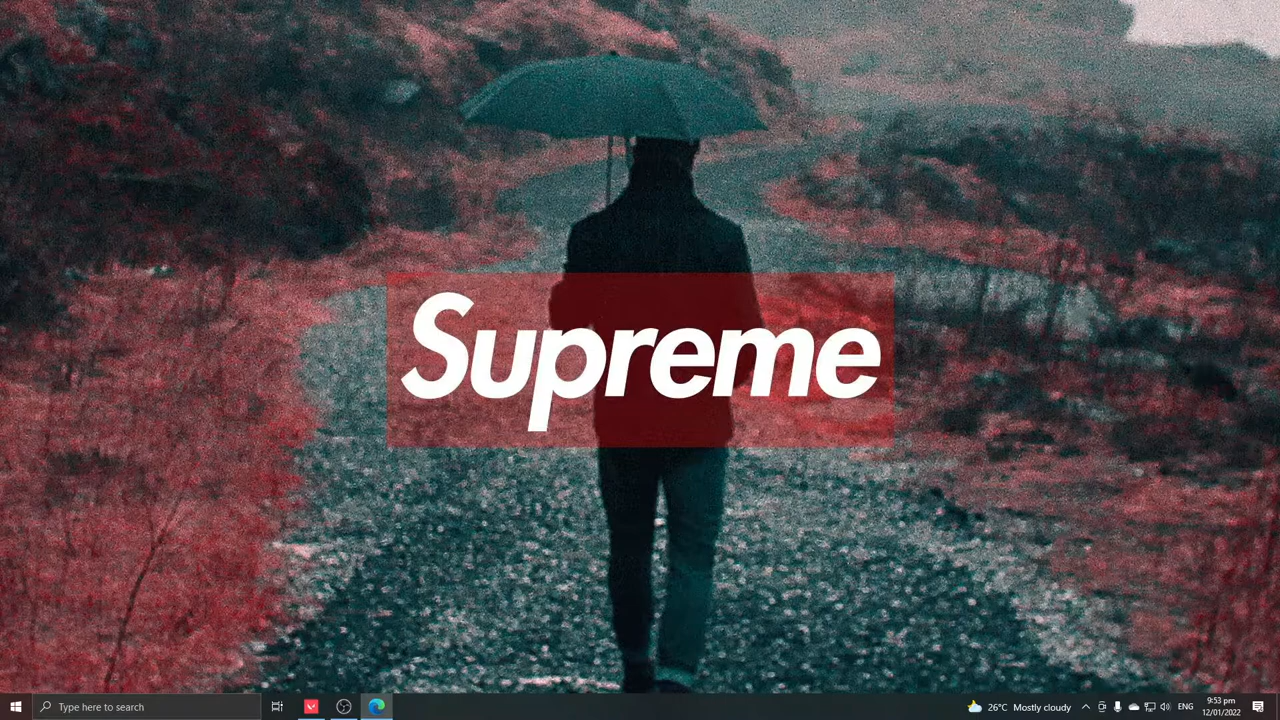 Supreme
Type here to search
26°C Mostly cloudy
ENG
9:53 pm
12/01/2022